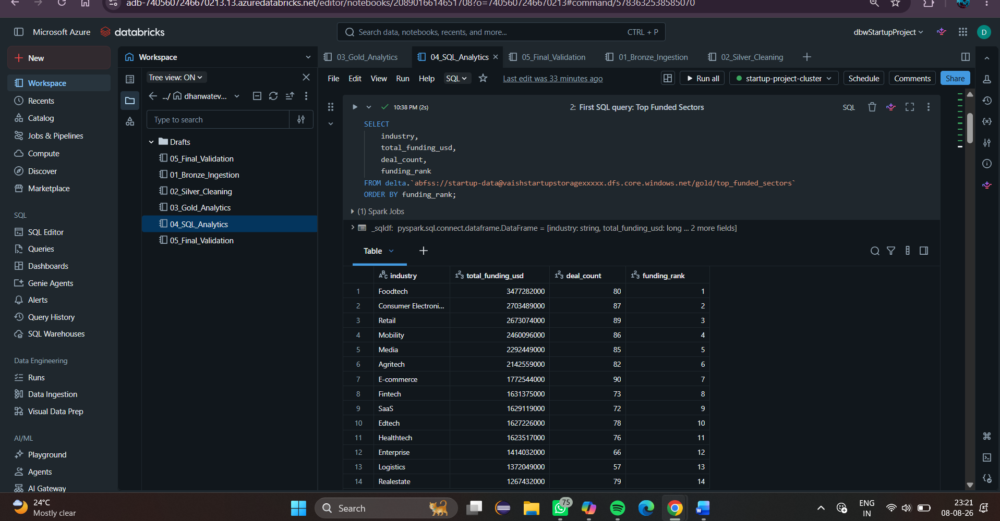 adb-7405607246670213.13.azuredatabricks.net/editor/notebooks/2089016614651708?o=7405607246670213#command/5783632538585070
Microsoft Azure databricks
Search data, notebooks, recents, and more... CTRL + P
dbwStartupProject
D
New
Workspace
Recents
Catalog
Jobs & Pipelines
Compute
Discover
Marketplace
SQL
SQL Editor
Queries
Dashboards
Genie Agents
Alerts
Query History
SQL Warehouses
Data Engineering
Runs
Data Ingestion
Visual Data Prep
AI/ML
Playground
Agents
AI Gateway
Workspace
Tree view: ON
.../ dhanwatev...
Type to search
Drafts
05_Final_Validation
01_Bronze_Ingestion
02_Silver_Cleaning
03_Gold_Analytics
04_SQL_Analytics
05_Final_Validation
03_Gold_Analytics 04_SQL_Analytics 05_Final_Validation 01_Bronze_Ingestion 02_Silver_Cleaning
File Edit View Run Help SQL Last edit was 33 minutes ago Run all startup-project-cluster Schedule Comments Share
10:38 PM (2s) 2: First SQL query: Top Funded Sectors SQL
SELECT
industry,
total_funding_usd,
deal_count,
funding_rank
FROM delta.`abfss://startup-data@vaishstartupstoragexxxxx.dfs.core.windows.net/gold/top_funded_sectors`
ORDER BY funding_rank;
(1) Spark Jobs
_sqldf: pyspark.sql.connect.dataframe.DataFrame = [industry: string, total_funding_usd: long ... 2 more fields]
Table
industry total_funding_usd deal_count funding_rank
1 Foodtech 3477282000 80 1
2 Consumer Electroni... 2703489000 87 2
3 Retail 2673074000 89 3
4 Mobility 2460096000 86 4
5 Media 2292449000 85 5
6 Agritech 2142559000 82 6
7 E-commerce 1772544000 90 7
8 Fintech 1631375000 73 8
9 SaaS 1629119000 72 9
10 Edtech 1627226000 78 10
11 Healthtech 1623517000 76 11
12 Enterprise 1414032000 66 12
13 Logistics 1372049000 57 13
14 Realestate 1267432000 79 14
24°C
Mostly clear
Search
75
ENG
IN
23:21
08-08-26